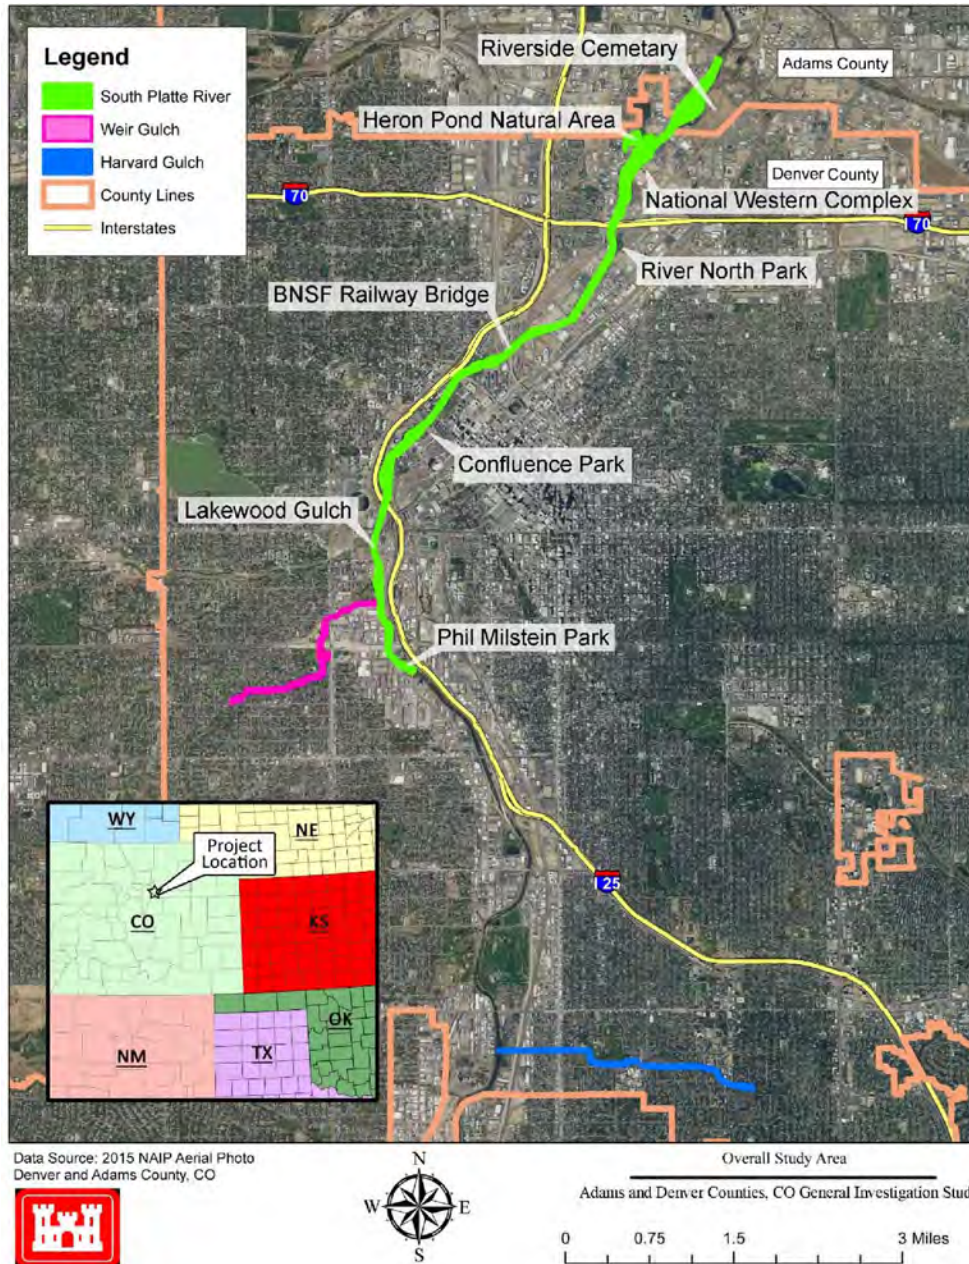 Legend
South Platte River
Weir Gulch
Harvard Gulch
County Lines
Interstates
Riverside Cemetary
Adams County
Heron Pond Natural Area
Denver County
National Western Complex
70
70
River North Park
BNSF Railway Bridge
Confluence Park
Lakewood Gulch
Phil Milstein Park
25
WY
NE
Project
Location
CO
KS
OK
NM
TX
Data Source: 2015 NAIP Aerial Photo
Denver and Adams County, CO
N
W E
S
Overall Study Area
Adams and Denver Counties, CO General Investigation Stud
0 0.75 1.5 3 Miles